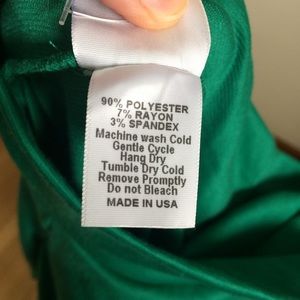 90% POLYESTER
7% RAYON
3% SPANDEX
Machine wash Cold
Gentle Cycle
Hang Dry
Tumble Dry Cold
Remove Promptly
Do not Bleach
MADE IN USA